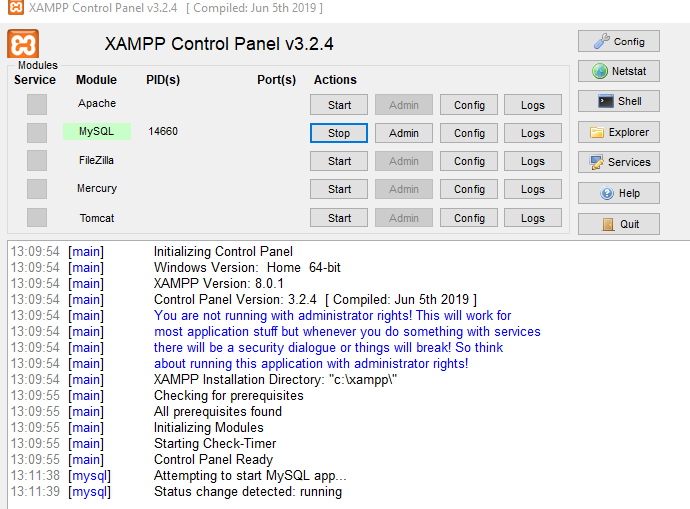 XAMPP Control Panel v3.2.4 [ Compiled: Jun 5th 2019 ]
XAMPP Control Panel v3.2.4
Config
Modules
Service Module PID(s) Port(s) Actions
Netstat
Apache Start Admin Config Logs
Shell
MySQL 14660 Stop Admin Config Logs
Explorer
FileZilla Start Admin Config Logs
Services
Mercury Start Admin Config Logs
Help
Tomcat Start Admin Config Logs
Quit
13:09:54 [main] Initializing Control Panel
13:09:54 [main] Windows Version: Home 64-bit
13:09:54 [main] XAMPP Version: 8.0.1
13:09:54 [main] Control Panel Version: 3.2.4 [ Compiled: Jun 5th 2019 ]
13:09:54 [main] You are not running with administrator rights! This will work for
13:09:54 [main] most application stuff but whenever you do something with services
13:09:54 [main] there will be a security dialogue or things will break! So think
13:09:54 [main] about running this application with administrator rights!
13:09:54 [main] XAMPP Installation Directory: "c:\xampp\"
13:09:55 [main] Checking for prerequisites
13:09:55 [main] All prerequisites found
13:09:55 [main] Initializing Modules
13:09:55 [main] Starting Check-Timer
13:09:55 [main] Control Panel Ready
13:11:38 [mysql] Attempting to start MySQL app...
13:11:39 [mysql] Status change detected: running